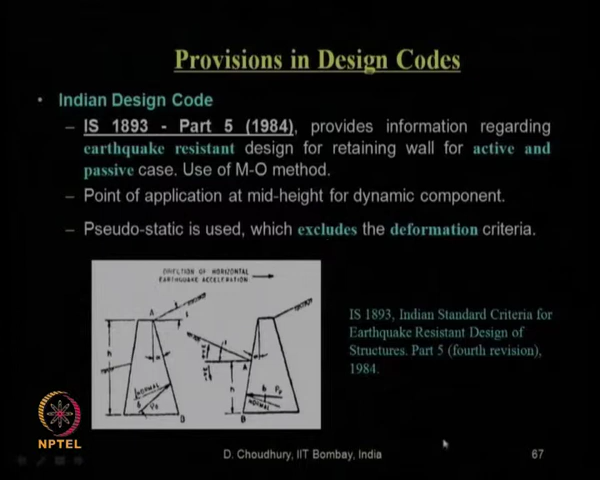 Provisions in Design Codes
• Indian Design Code
– IS 1893 - Part 5 (1984), provides information regarding
earthquake resistant design for retaining wall for active and
passive case. Use of M-O method.
– Point of application at mid-height for dynamic component.
– Pseudo-static is used, which excludes the deformation criteria.
DIRECTION OF HORIZONTAL
EARTHQUAKE ACCELERATION
A
h
NORMAL
B
A
h
NORMAL
B
IS 1893, Indian Standard Criteria for
Earthquake Resistant Design of
Structures. Part 5 (fourth revision),
1984.
NPTEL
D. Choudhury, IIT Bombay, India
67